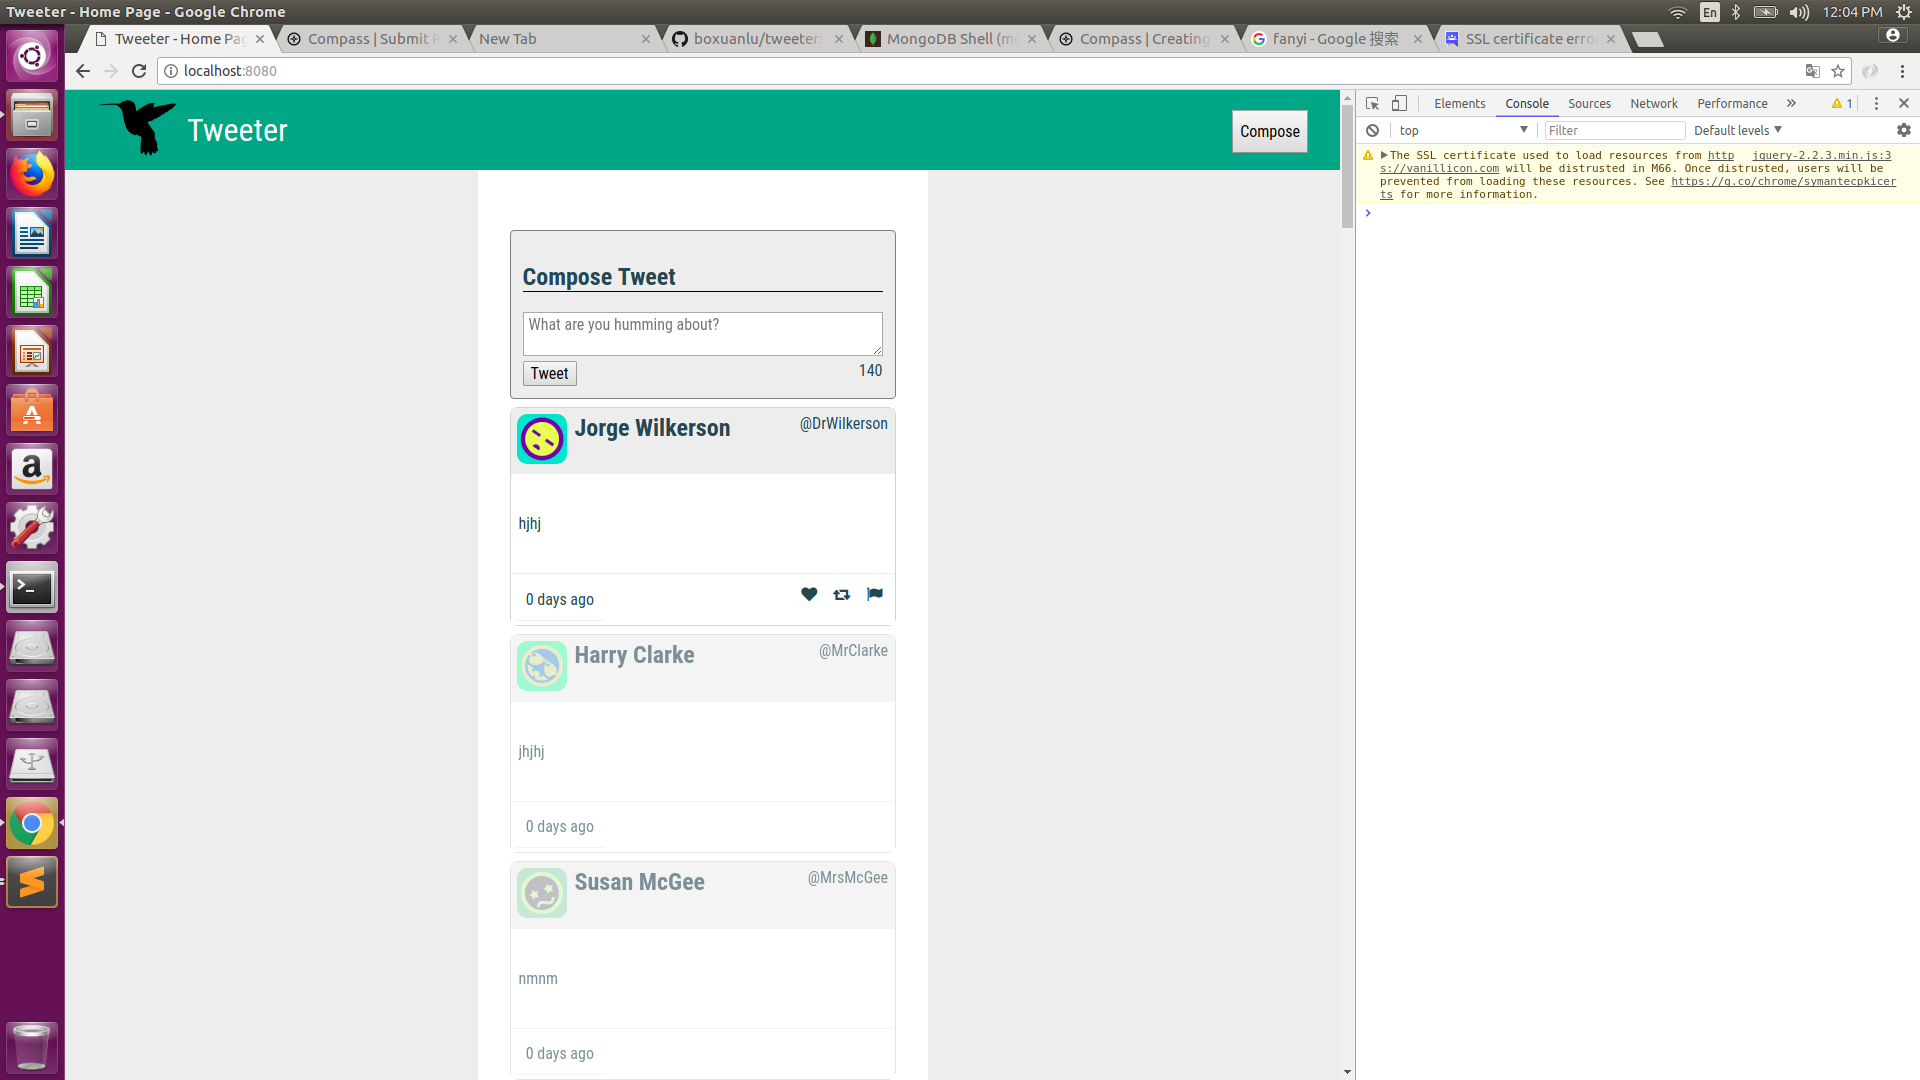 Tweeter - Home Page - Google Chrome
En
12:04 PM
Tweeter - Home Pag
Compass | Submit P
New Tab
boxuanlu/tweeter:
MongoDB Shell (mo
Compass | Creating
fanyi - Google 搜索
SSL certificate erro
localhost:8080
Tweeter
Compose
Compose Tweet
What are you humming about?
Tweet
140
Jorge Wilkerson
@DrWilkerson
hjhj
0 days ago
Harry Clarke
@MrClarke
jhjhj
0 days ago
Susan McGee
@MrsMcGee
nmnm
0 days ago
Elements
Console
Sources
Network
Performance
»
1
top
Filter
Default levels
The SSL certificate used to load resources from http jquery-2.2.3.min.js:3
s://vanillicon.com will be distrusted in M66. Once distrusted, users will be
prevented from loading these resources. See https://g.co/chrome/symantecpkicer
ts for more information.